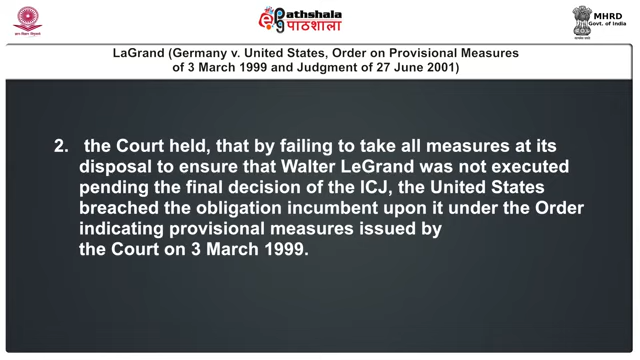 ePathshala
पाठशाला
MHRD
Govt. of India
LaGrand (Germany v. United States, Order on Provisional Measures
of 3 March 1999 and Judgment of 27 June 2001)
2. the Court held, that by failing to take all measures at its
disposal to ensure that Walter LeGrand was not executed
pending the final decision of the ICJ, the United States
breached the obligation incumbent upon it under the Order
indicating provisional measures issued by
the Court on 3 March 1999.